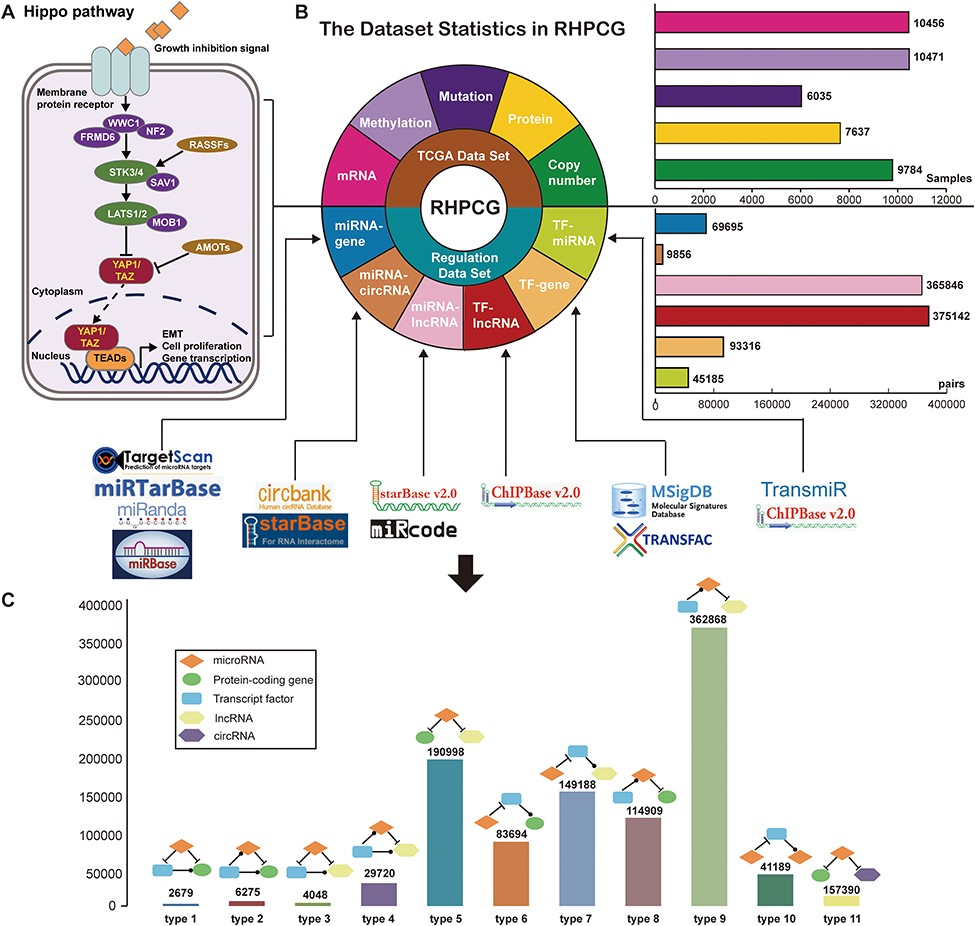 A Hippo pathway
Growth inhibition signal
Membrane
protein receptor
WWC1
FRMD6
NF2
RASSFs
STK3/4
SAV1
LATS1/2
MOB1
AMOTs
YAP1/
TAZ
Cytoplasm
YAP1/
TAZ
TEADs
Nucleus
EMT
Cell proliferation
Gene transcription
B
The Dataset Statistics in RHPCG
Mutation
Methylation
Protein
mRNA
Copy
number
TCGA Data Set
RHPCG
Regulation
Data Set
miRNA-
gene
TF-
miRNA
miRNA-
circRNA
TF-gene
miRNA-
lncRNA
TF-
lncRNA
10456
10471
6035
7637
9784
Samples
0 2000 4000 6000 8000 10000 12000
69695
9856
365846
375142
93316
45185
pairs
0 80000 160000 240000 320000 400000
TargetScan
Prediction of microRNA targets
miRTarBase
miRanda
miRBase
circbank
Human circRNA Database
starBase
For RNA Interactome
starBase v2.0
miRcode
ChIPBase v2.0
MSigDB
Molecular Signatures
Database
TRANSFAC
TransmiR
ChIPBase v2.0
C
400000
350000
300000
250000
200000
150000
100000
50000
0
microRNA
Protein-coding gene
Transcript factor
lncRNA
circRNA
2679
6275
4048
29720
190998
83694
149188
114909
362868
41189
157390
type 1 type 2 type 3 type 4 type 5 type 6 type 7 type 8 type 9 type 10 type 11